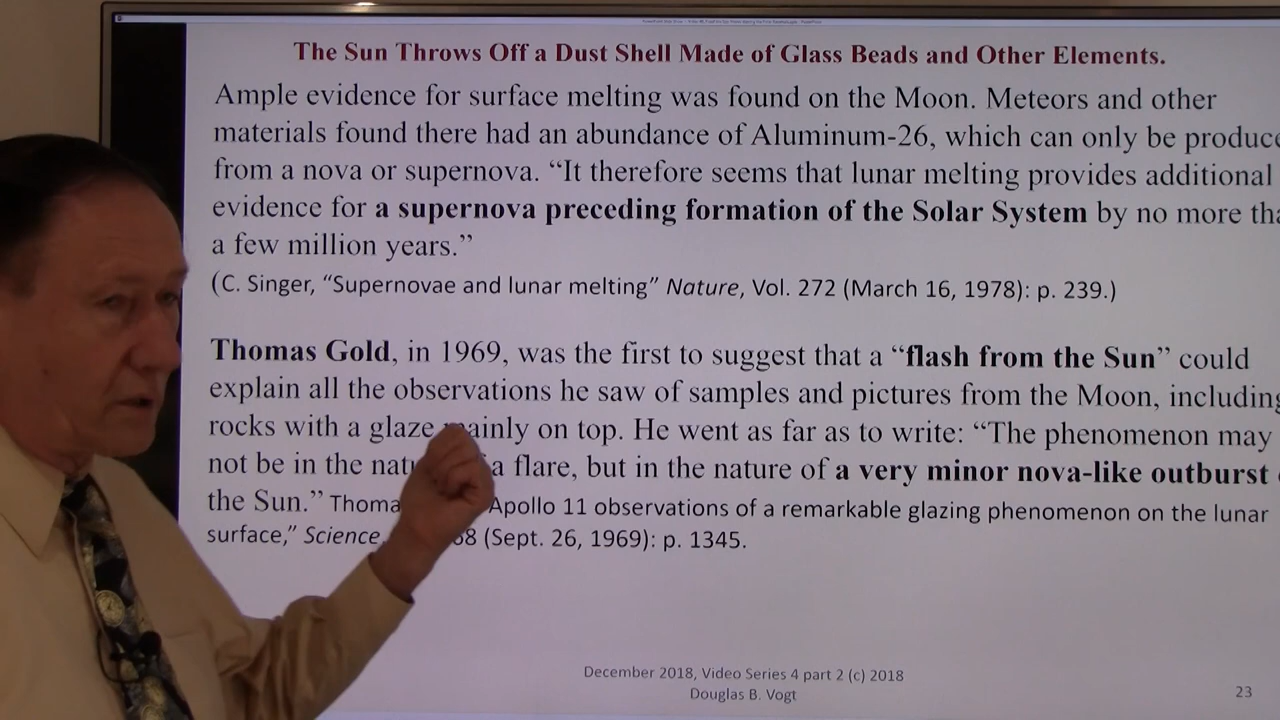 The Sun Throws Off a Dust Shell Made of Glass Beads and Other Elements.
Ample evidence for surface melting was found on the Moon. Meteors and other
materials found there had an abundance of Aluminum-26, which can only be produce
from a nova or supernova. “It therefore seems that lunar melting provides additional
evidence for a supernova preceding formation of the Solar System by no more tha
a few million years.”
(C. Singer, “Supernovae and lunar melting” Nature, Vol. 272 (March 16, 1978): p. 239.)
Thomas Gold, in 1969, was the first to suggest that a “flash from the Sun” could
explain all the observations he saw of samples and pictures from the Moon, including
rocks with a glaze mainly on top. He went as far as to write: “The phenomenon may
not be in the natu a flare, but in the nature of a very minor nova-like outburst
the Sun.” Thoma Apollo 11 observations of a remarkable glazing phenomenon on the lunar
surface,” Science, 68 (Sept. 26, 1969): p. 1345.
December 2018, Video Series 4 part 2 (c) 2018
Douglas B. Vogt
23